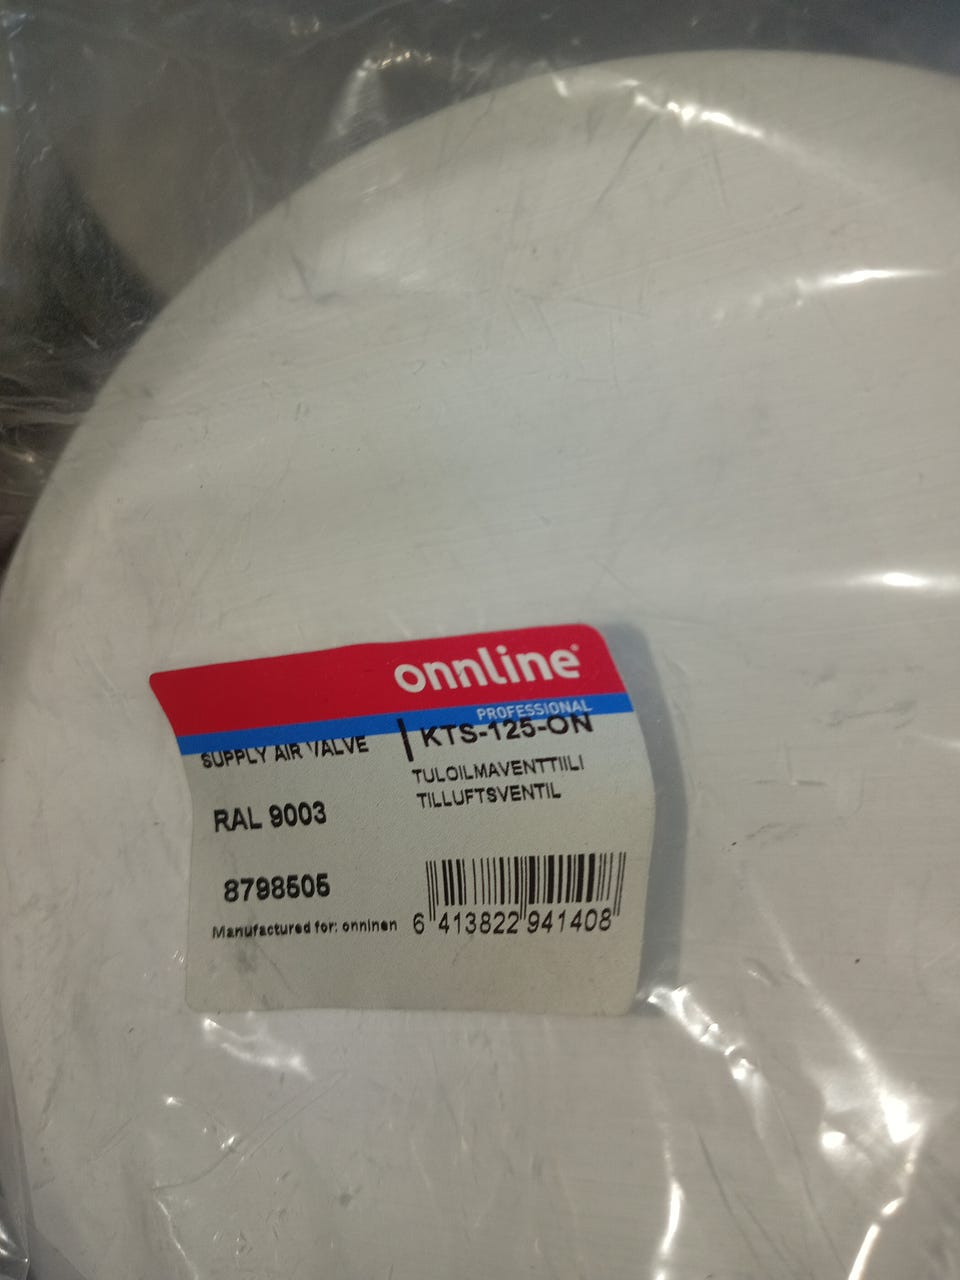 onnline®
PROFESSIONAL
SUPPLY AIR VALVE | KTS-125-ON
TULOILMAVENTTIILI
TILLUFTSVENTIL
RAL 9003
8798505
Manufactured for: onninen
6 413822 941408